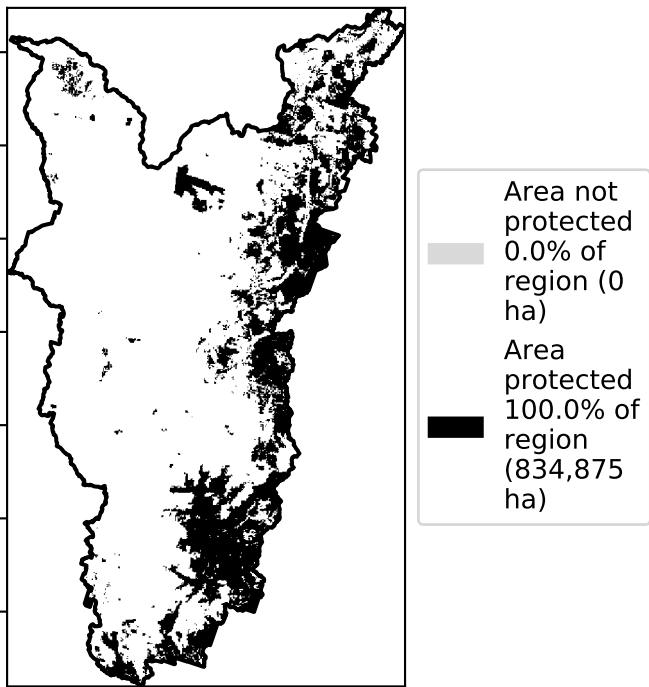 Area not
protected
0.0% of
region (0
ha)
Area
protected
100.0% of
region
(834,875
ha)